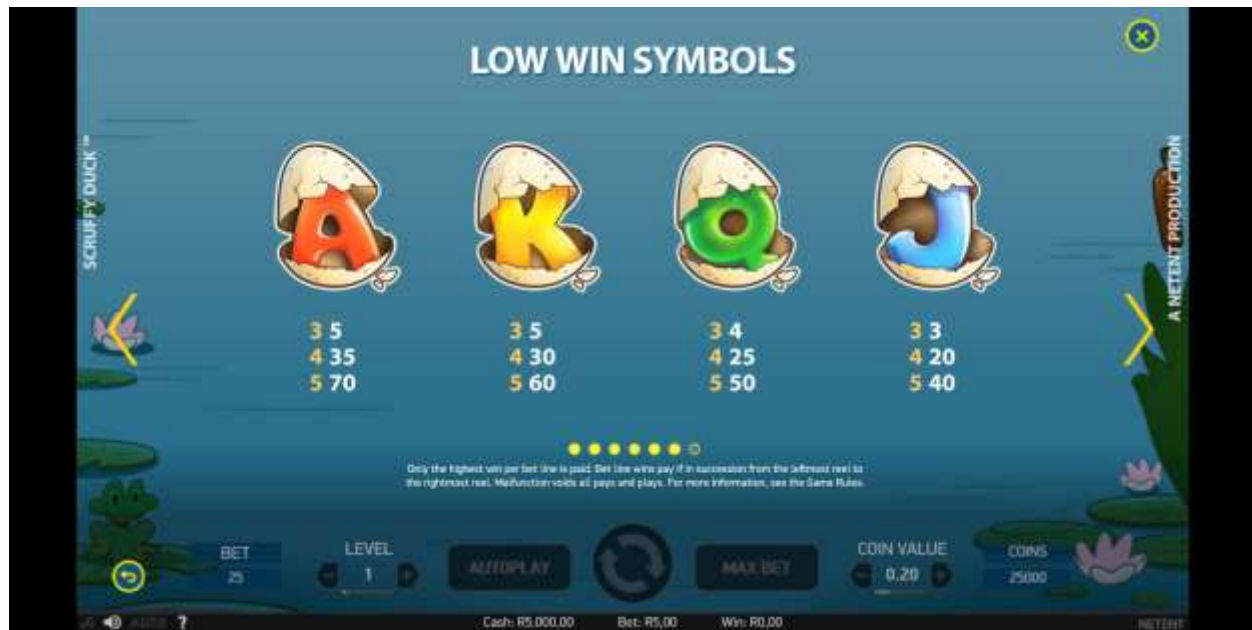 LOW WIN SYMBOLS
SCRUFFY DUCK™
A NETENT PRODUCTION
A K Q J
3 5 3 5 3 4 3 3
4 35 4 30 4 25 4 20
5 70 5 60 5 50 5 40
Only the highest win per bet line is paid. Bet line wins pay if in succession from the leftmost reel to
the rightmost reel. Malfunction voids all pays and plays. For more information, see the Game Rules.
BET LEVEL COIN VALUE COINS
25 1 AUTOPLAY MAX BET 0.20 25000
AUTO ? Cash: R5,000.00 Bet: R5,00 Win: R0,00 NETENT